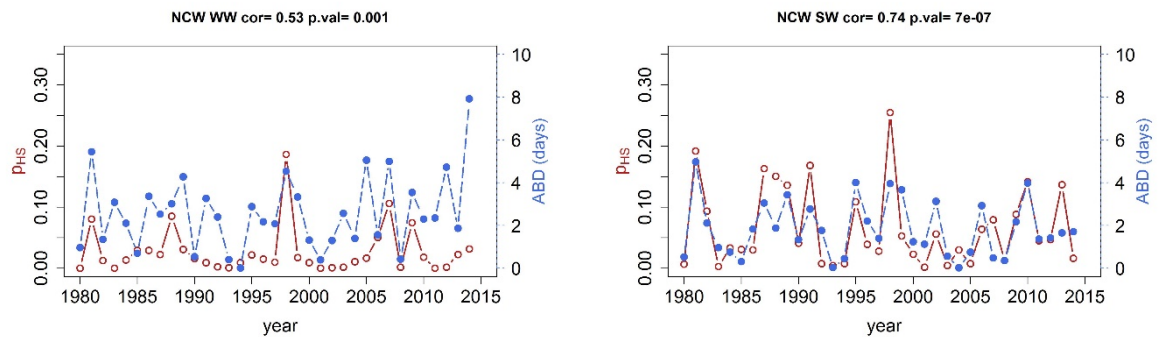 NCW WW cor= 0.53 p.val= 0.001
pHS
0.00 0.10 0.20 0.30
0 2 4 6 8 10
ABD (days)
1980 1985 1990 1995 2000 2005 2010 2015
year
NCW SW cor= 0.74 p.val= 7e-07
pHS
0.00 0.10 0.20 0.30
0 2 4 6 8 10
ABD (days)
1980 1985 1990 1995 2000 2005 2010 2015
year